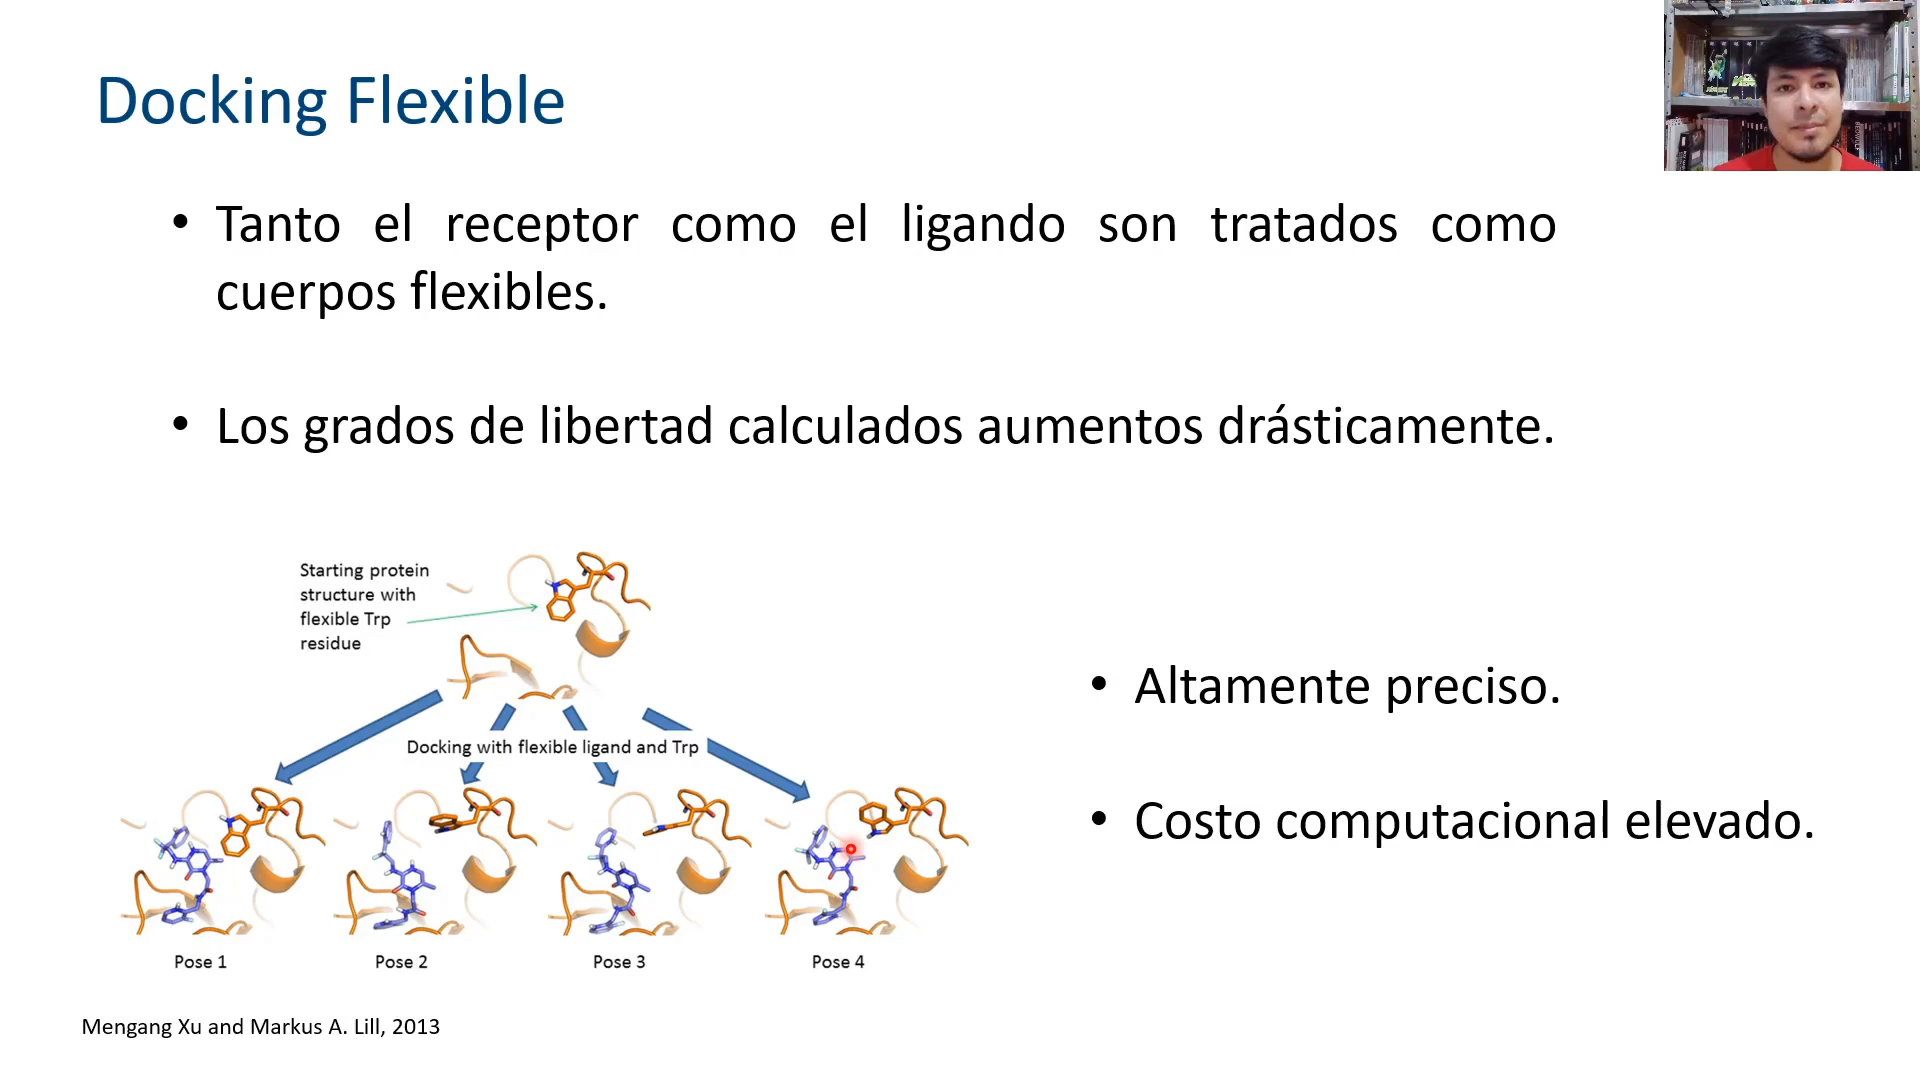 Docking Flexible
• Tanto el receptor como el ligando son tratados como
cuerpos flexibles.
• Los grados de libertad calculados aumentos drásticamente.
Starting protein
structure with
flexible Trp
residue
Docking with flexible ligand and Trp
Pose 1
Pose 2
Pose 3
Pose 4
• Altamente preciso.
• Costo computacional elevado.
Mengang Xu and Markus A. Lill, 2013